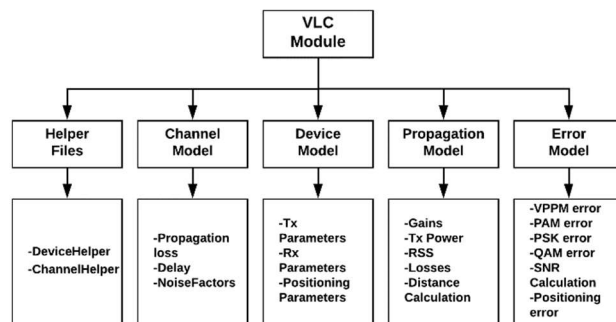 VLC
Module
Helper
Files
Channel
Model
Device
Model
Propagation
Model
Error
Model
-DeviceHelper
-ChannelHelper
-Propagation
loss
-Delay
-NoiseFactors
-Tx
Parameters
-Rx
Parameters
-Positioning
Parameters
-Gains
-Tx Power
-RSS
-Losses
-Distance
Calculation
-VPPM error
-PAM error
-PSK error
-QAM error
-SNR
Calculation
-Positioning
error